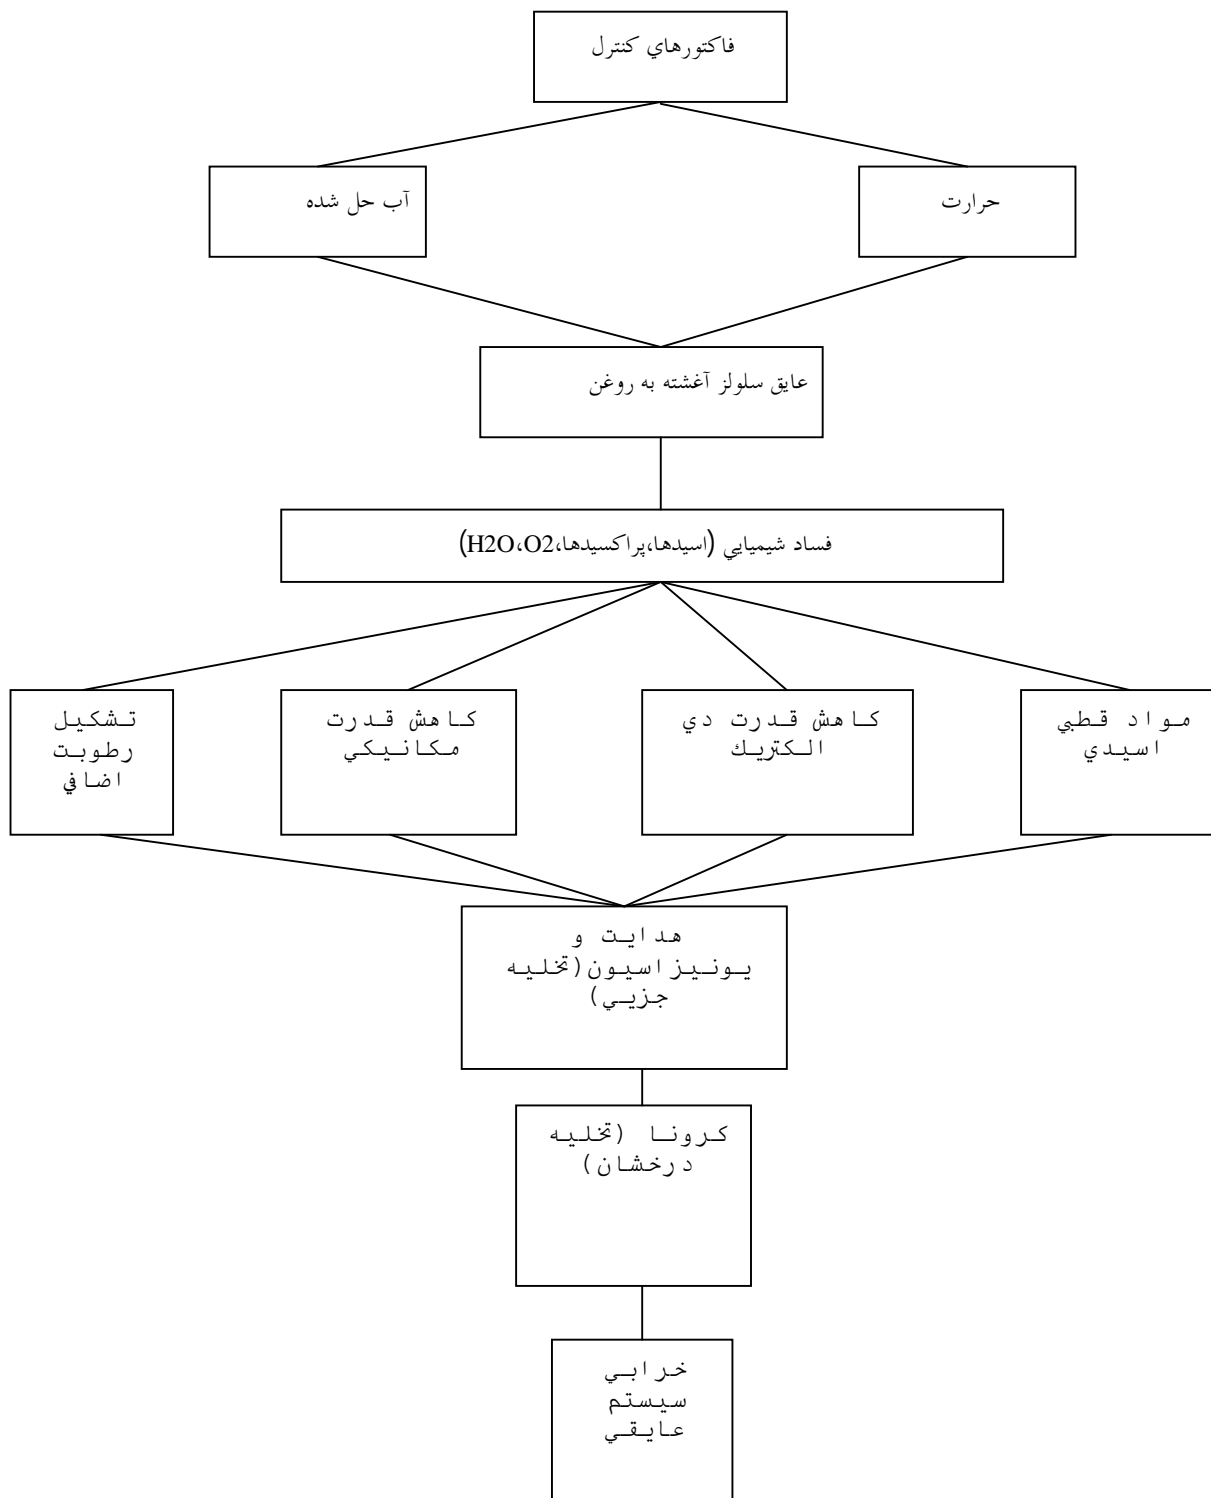 فاكتورهاي كنترل
حرارت
آب حل شده
عايق سلولز آغشته به روغن
فساد شيميايي (اسيدها،پراكسيدها،H2O،O2)
مواد قطبي
اسيدي
كاهش قدرت دي
الكتريك
كاهش قدرت
مكانيكي
تشكيل
رطوبت
اضافي
هدايت و
يونيزاسيون(تخليه
جزيي)
كرونا (تخليه
درخشان)
خرابي
سيستم
عايقي